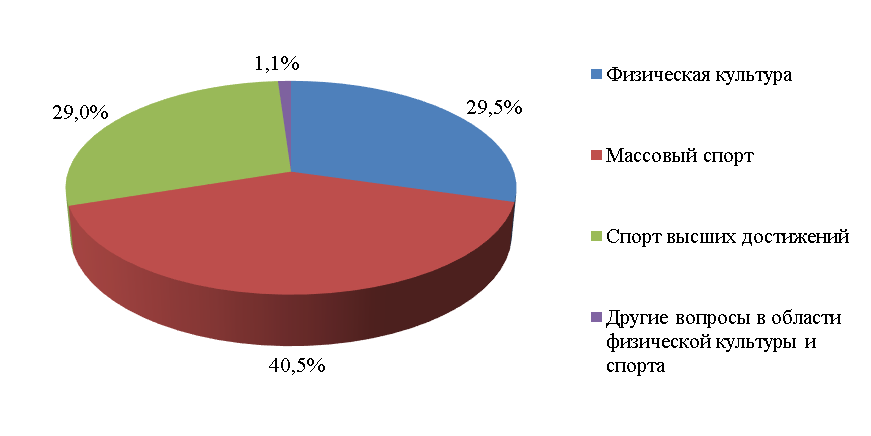 1,1%
29,0%
29,5%
40,5%
Физическая культура
Массовый спорт
Спорт высших достижений
Другие вопросы в области
физической культуры и
спорта